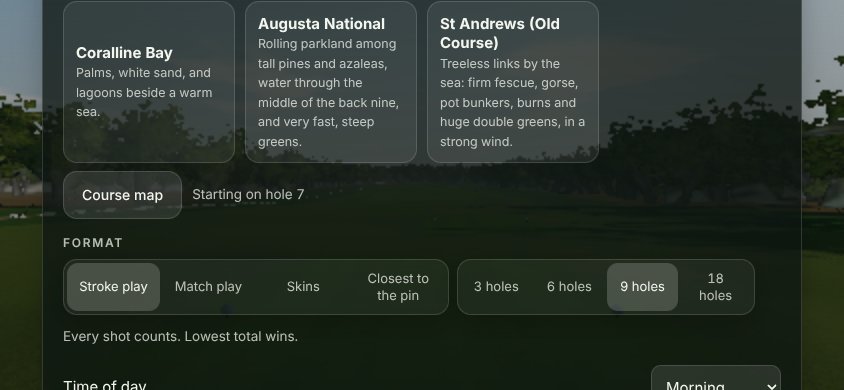 Coralline Bay
Palms, white sand, and
lagoons beside a warm
sea.
Augusta National
Rolling parkland among
tall pines and azaleas,
water through the
middle of the back nine,
and very fast, steep
greens.
St Andrews (Old
Course)
Treeless links by the
sea: firm fescue, gorse,
pot bunkers, burns and
huge double greens, in a
strong wind.
Course map
Starting on hole 7
FORMAT
Stroke play
Match play
Skins
Closest to
the pin
3 holes
6 holes
9 holes
18
holes
Every shot counts. Lowest total wins.
Time of day
Morning